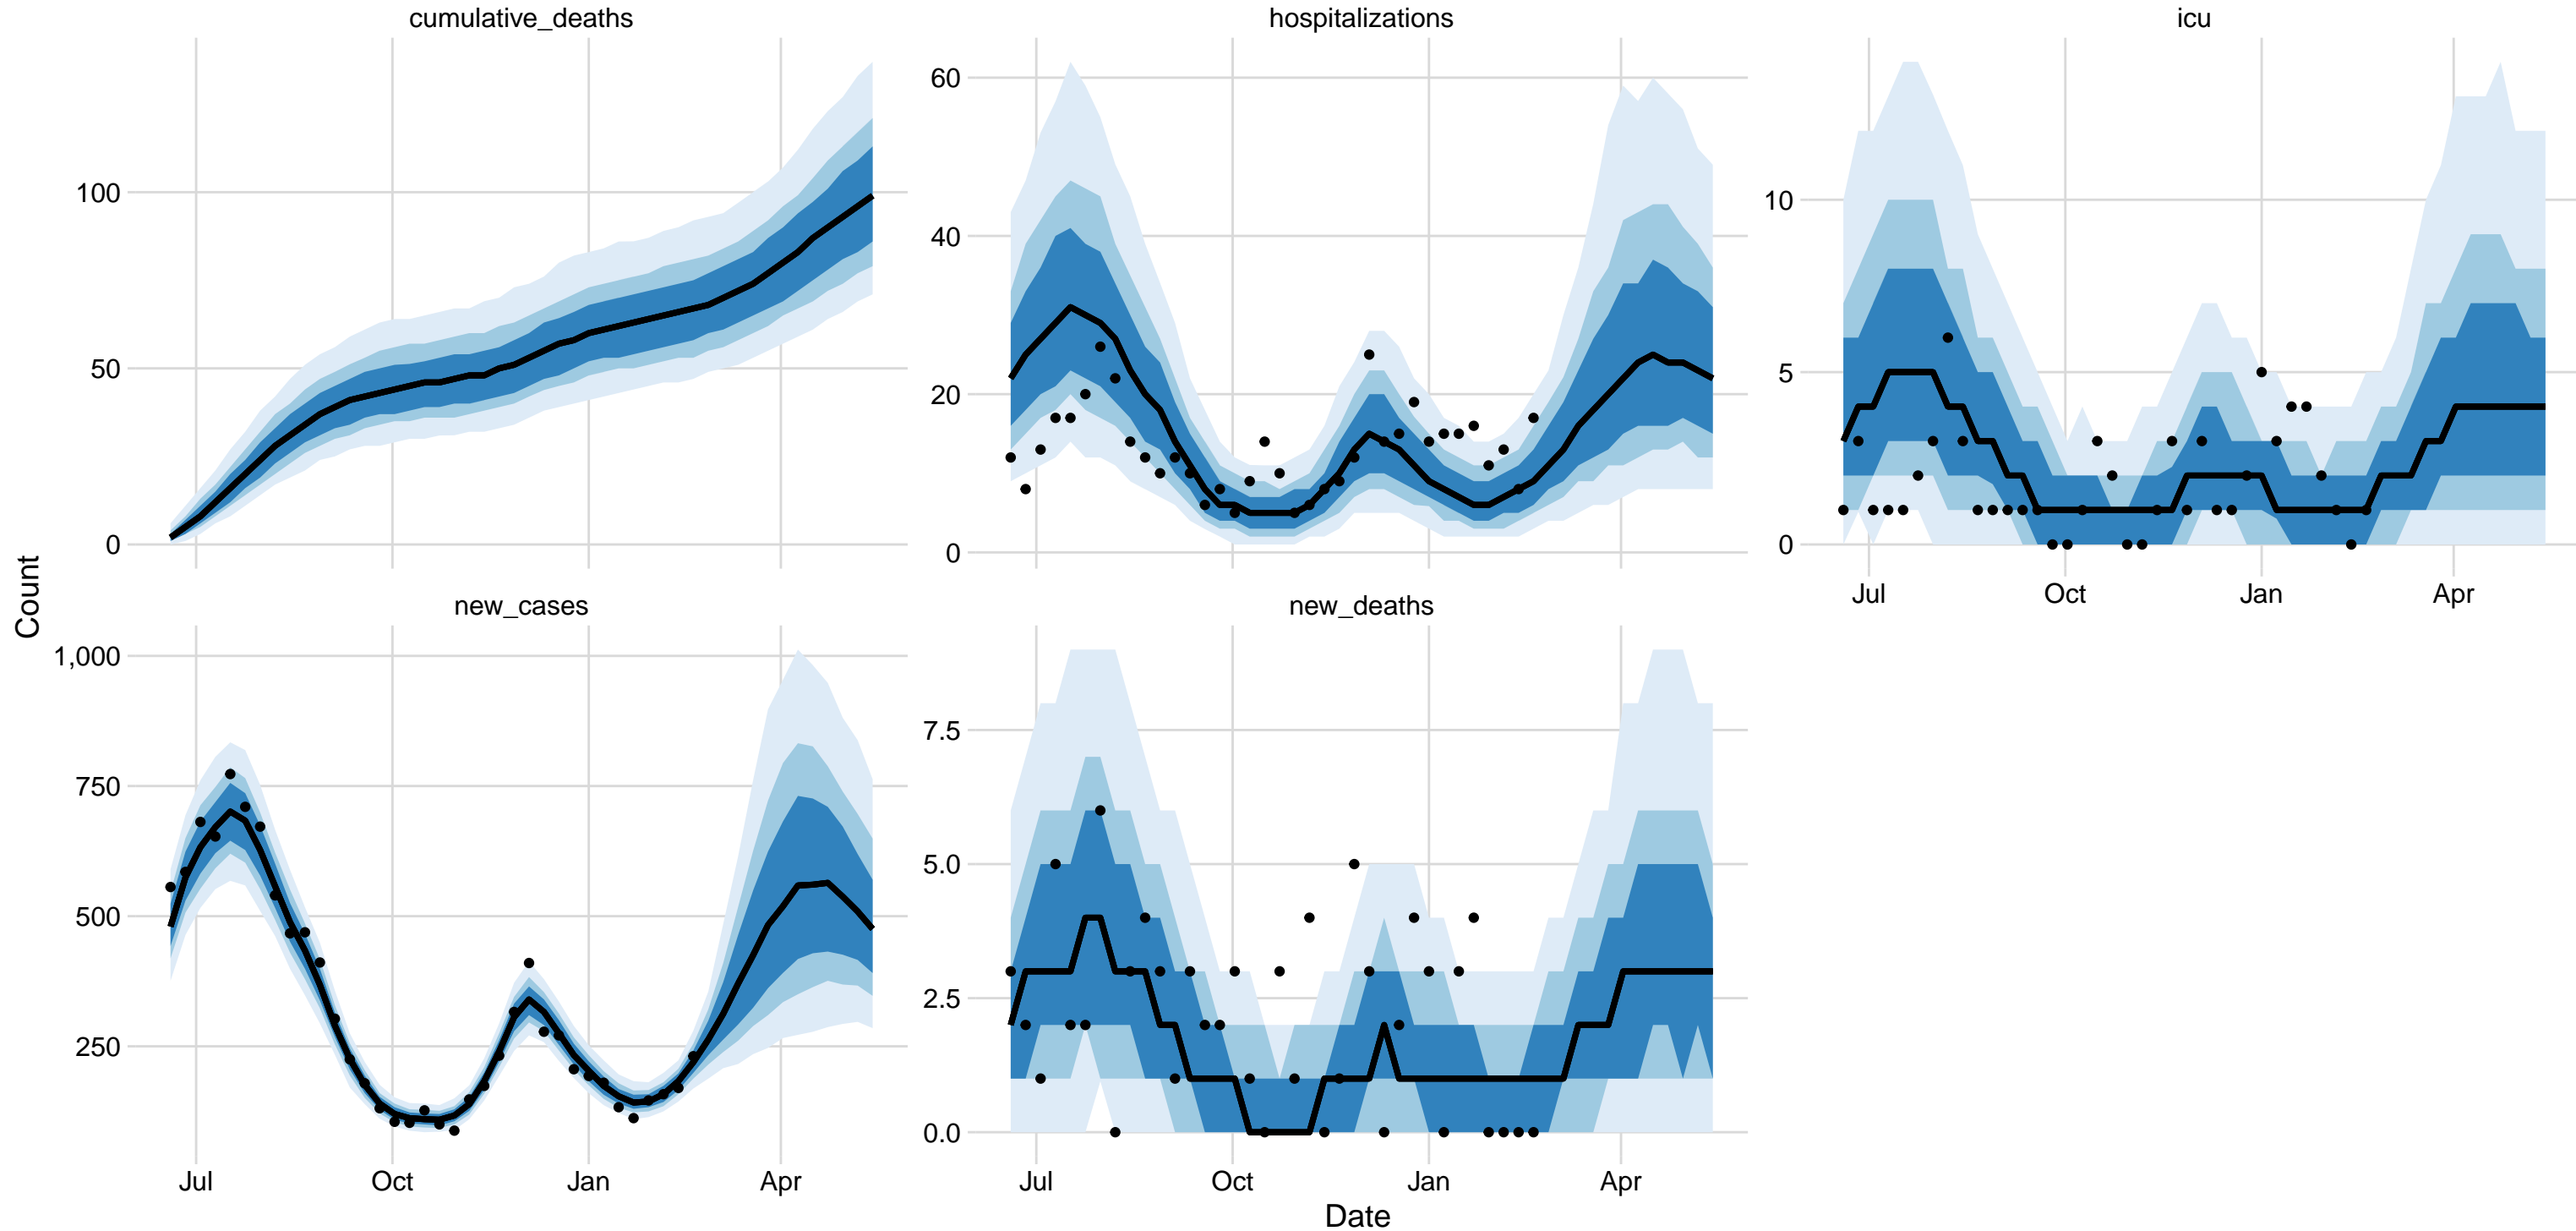 cumulative_deaths
hospitalizations
icu
100
50
0
60
40
20
0
10
5
0
Jul
Oct
Jan
Apr
Count
new_cases
new_deaths
1,000
750
500
250
7.5
5.0
2.5
0.0
Jul
Oct
Jan
Apr
Jul
Oct
Jan
Apr
Date